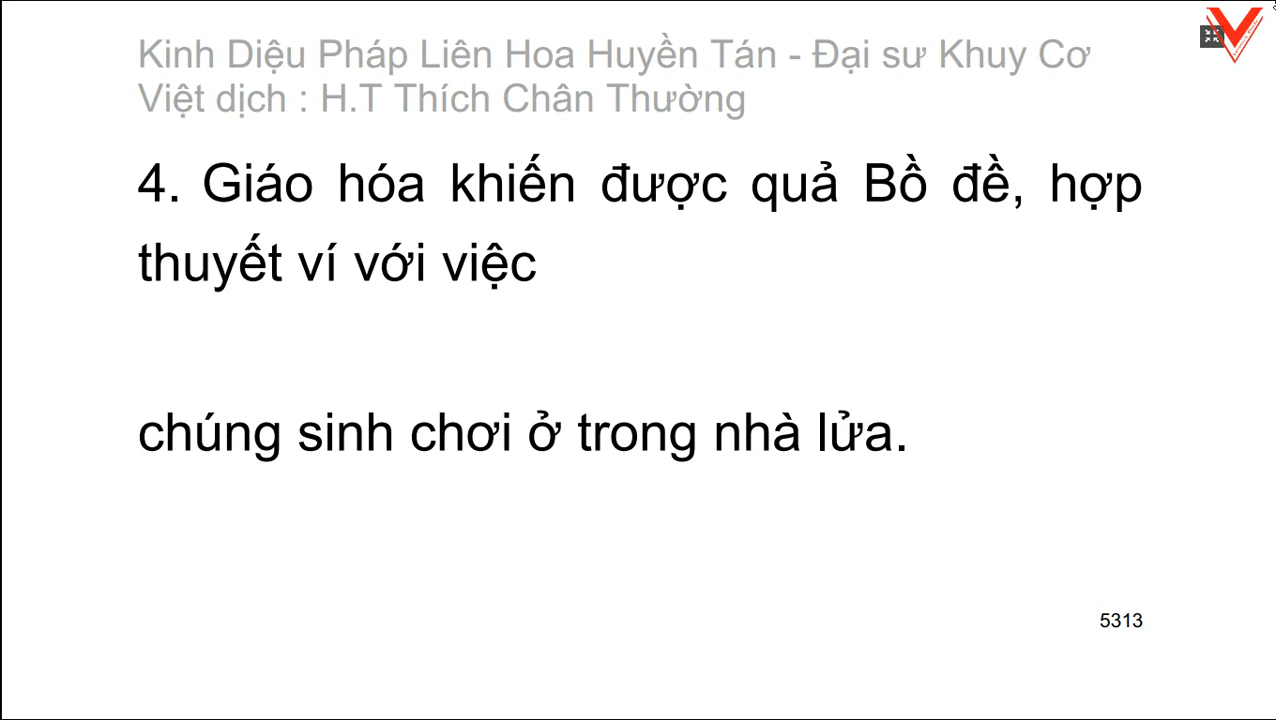 Kinh Diệu Pháp Liên Hoa Huyền Tán - Đại sư Khuy Cơ
Việt dịch : H.T Thích Chân Thường
4. Giáo hóa khiến được quả Bồ đề, hợp
thuyết ví với việc
chúng sinh chơi ở trong nhà lửa.
5313